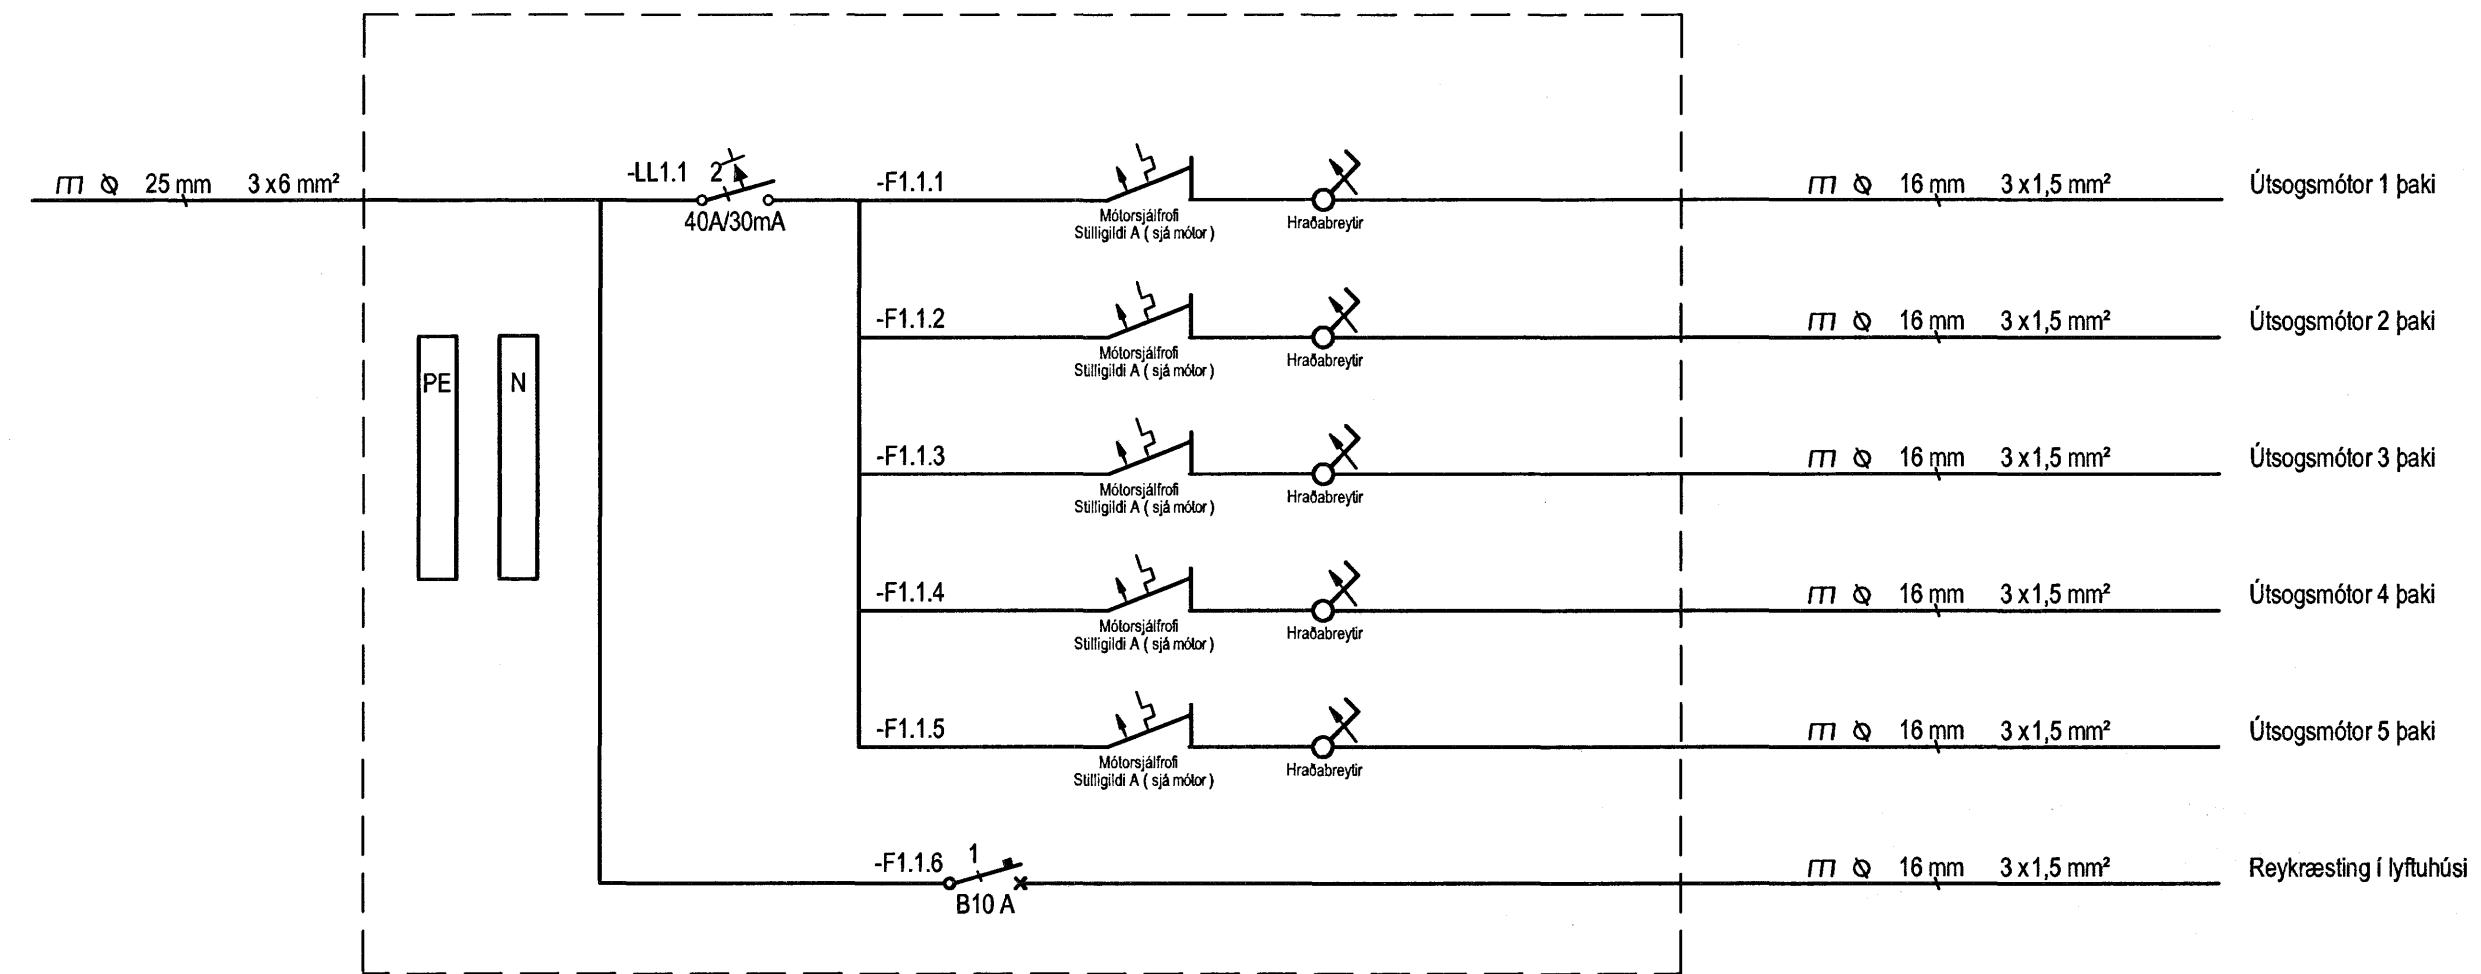 25 mm 3 x 6 mm²
-LL1.1 2
40A/30mA
-F1.1.1
Mótorsjálfrofi
Stilligildi A ( sjá mótor )
Hraðabreytir
16 mm 3 x 1,5 mm²
Útsogsmótor 1 þaki
-F1.1.2
Mótorsjálfrofi
Stilligildi A ( sjá mótor )
Hraðabreytir
16 mm 3 x 1,5 mm²
Útsogsmótor 2 þaki
PE
N
-F1.1.3
Mótorsjálfrofi
Stilligildi A ( sjá mótor )
Hraðabreytir
16 mm 3 x 1,5 mm²
Útsogsmótor 3 þaki
-F1.1.4
Mótorsjálfrofi
Stilligildi A ( sjá mótor )
Hraðabreytir
16 mm 3 x 1,5 mm²
Útsogsmótor 4 þaki
-F1.1.5
Mótorsjálfrofi
Stilligildi A ( sjá mótor )
Hraðabreytir
16 mm 3 x 1,5 mm²
Útsogsmótor 5 þaki
-F1.1.6 1
B10 A
16 mm 3 x 1,5 mm²
Reykræsting í lyftuhúsi